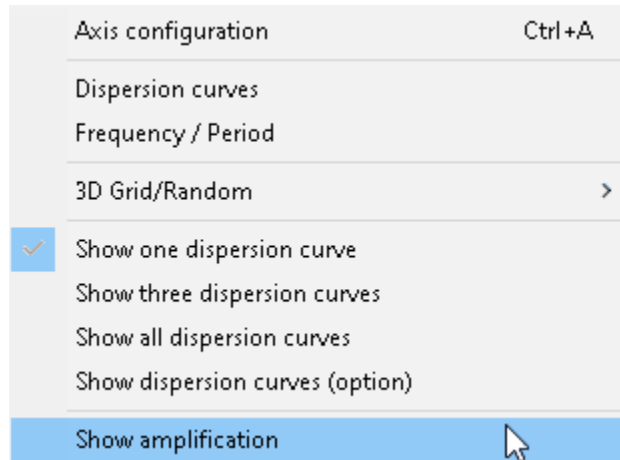 Axis configuration Ctrl+A
Dispersion curves
Frequency / Period
3D Grid/Random
Show one dispersion curve
Show three dispersion curves
Show all dispersion curves
Show dispersion curves (option)
Show amplification